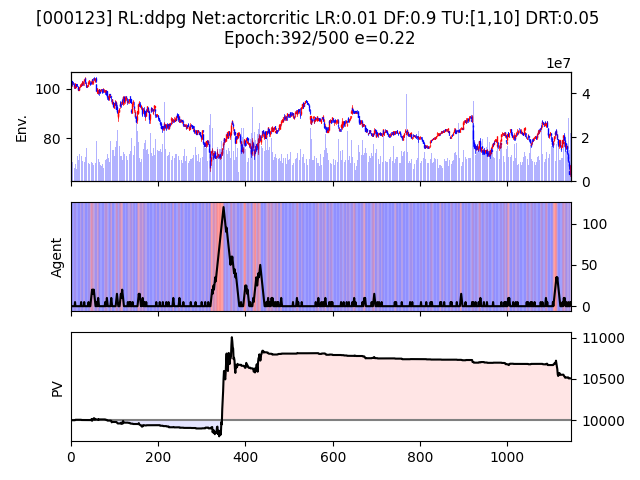 [000123] RL:ddpg Net:actorcritic LR:0.01 DF:0.9 TU:[1,10] DRT:0.05
Epoch:392/500 e=0.22
1e7
100
80
Env.
4
2
0
Agent
100
50
0
PV
11000
10500
10000
0
200
400
600
800
1000